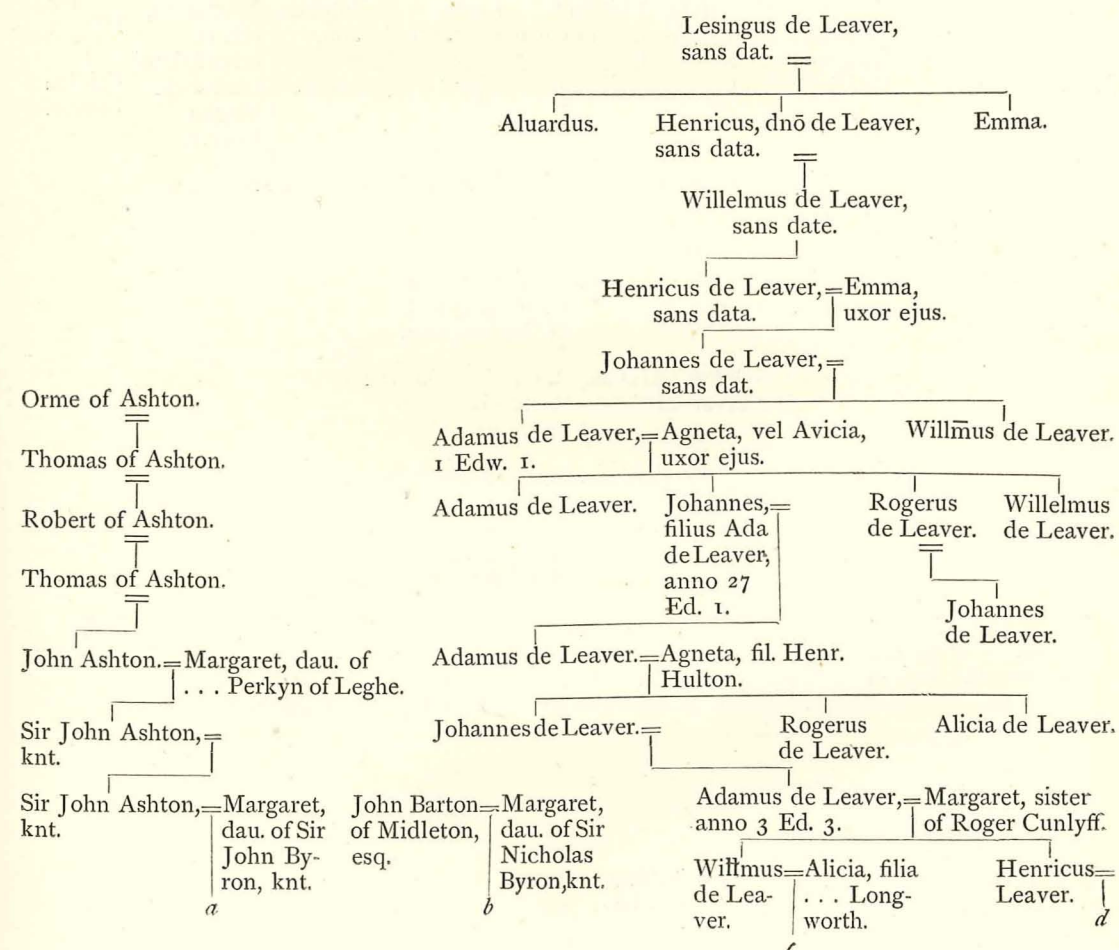 Lesingus de Leaver,
sans dat. =
Aluardus.
Henricus, dnō de Leaver,
sans data. =
Emma.
Willelmus de Leaver,
sans date.
Henricus de Leaver,=Emma,
sans data. uxor ejus.
Johannes de Leaver,=
sans dat.
Adamus de Leaver,=Agneta, vel Avicia,
1 Edw. 1. uxor ejus.
Willm̄us de Leaver.
Adamus de Leaver.
Johannes,=
filius Ada
de Leaver,
anno 27
Ed. 1.
Rogerus
de Leaver.
=
Willelmus
de Leaver.
Johannes
de Leaver.
Adamus de Leaver.=Agneta, fil. Henr.
Hulton.
Johannes de Leaver.=
Rogerus
de Leaver.
Alicia de Leaver.
Adamus de Leaver,=Margaret, sister
anno 3 Ed. 3. of Roger Cunlyff.
Willmus=Alicia, filia
de Lea- . . . Long-
ver. worth.
Henricus=
Leaver.
d
Orme of Ashton.
=
Thomas of Ashton.
=
Robert of Ashton.
=
Thomas of Ashton.
=
John Ashton.=Margaret, dau. of
. . . Perkyn of Leghe.
Sir John Ashton,=
knt.
Sir John Ashton,=Margaret,
knt. dau. of Sir
John By-
ron, knt.
a
John Barton=Margaret,
of Midleton, dau. of Sir
esq. Nicholas
Byron, knt.
b